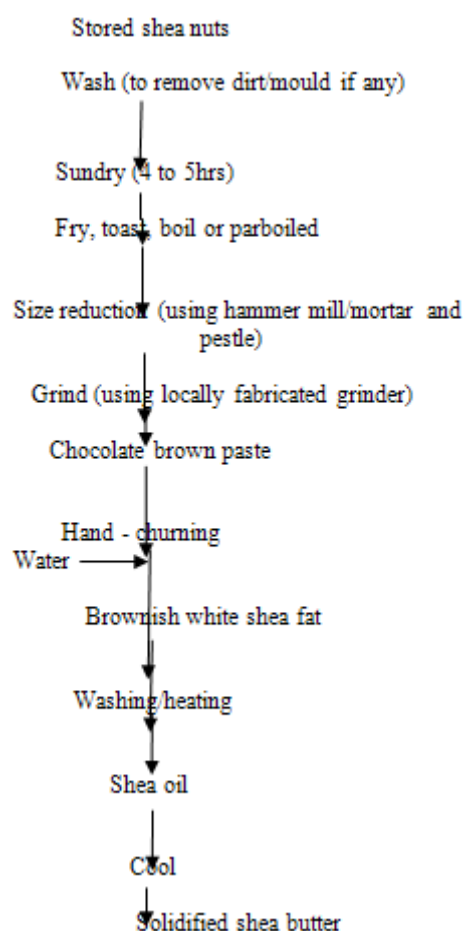 Stored shea nuts
Wash (to remove dirt/mould if any)
Sundry (4 to 5hrs)
Fry, toast, boil or parboiled
Size reduction (using hammer mill/mortar and
pestle)
Grind (using locally fabricated grinder)
Chocolate brown paste
Hand - churning
Water
Brownish white shea fat
Washing/heating
Shea oil
Cool
Solidified shea butter